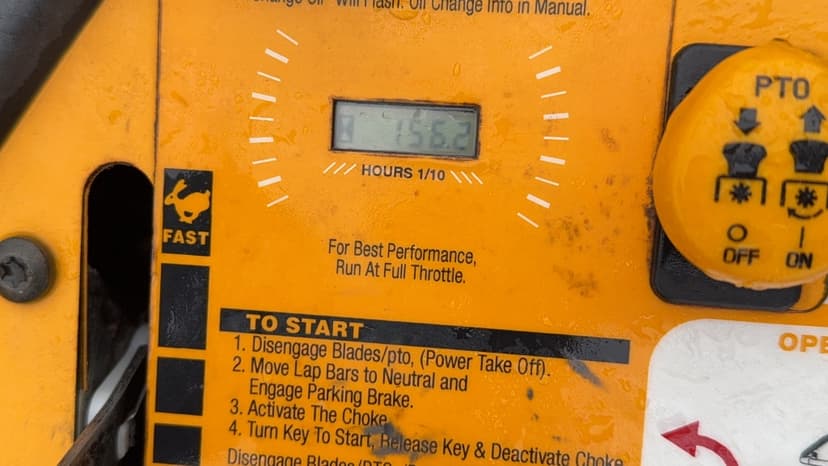 Change Oil" Will Flash. Oil Change Info in Manual.
156.2
HOURS 1/10
PTO
OFF
ON
FAST
For Best Performance,
Run At Full Throttle.
TO START
1. Disengage Blades/pto, (Power Take Off).
2. Move Lap Bars to Neutral and
Engage Parking Brake.
3. Activate The Choke
4. Turn Key To Start, Release Key & Deactivate Choke
Disengage Blades/PTO
OPE